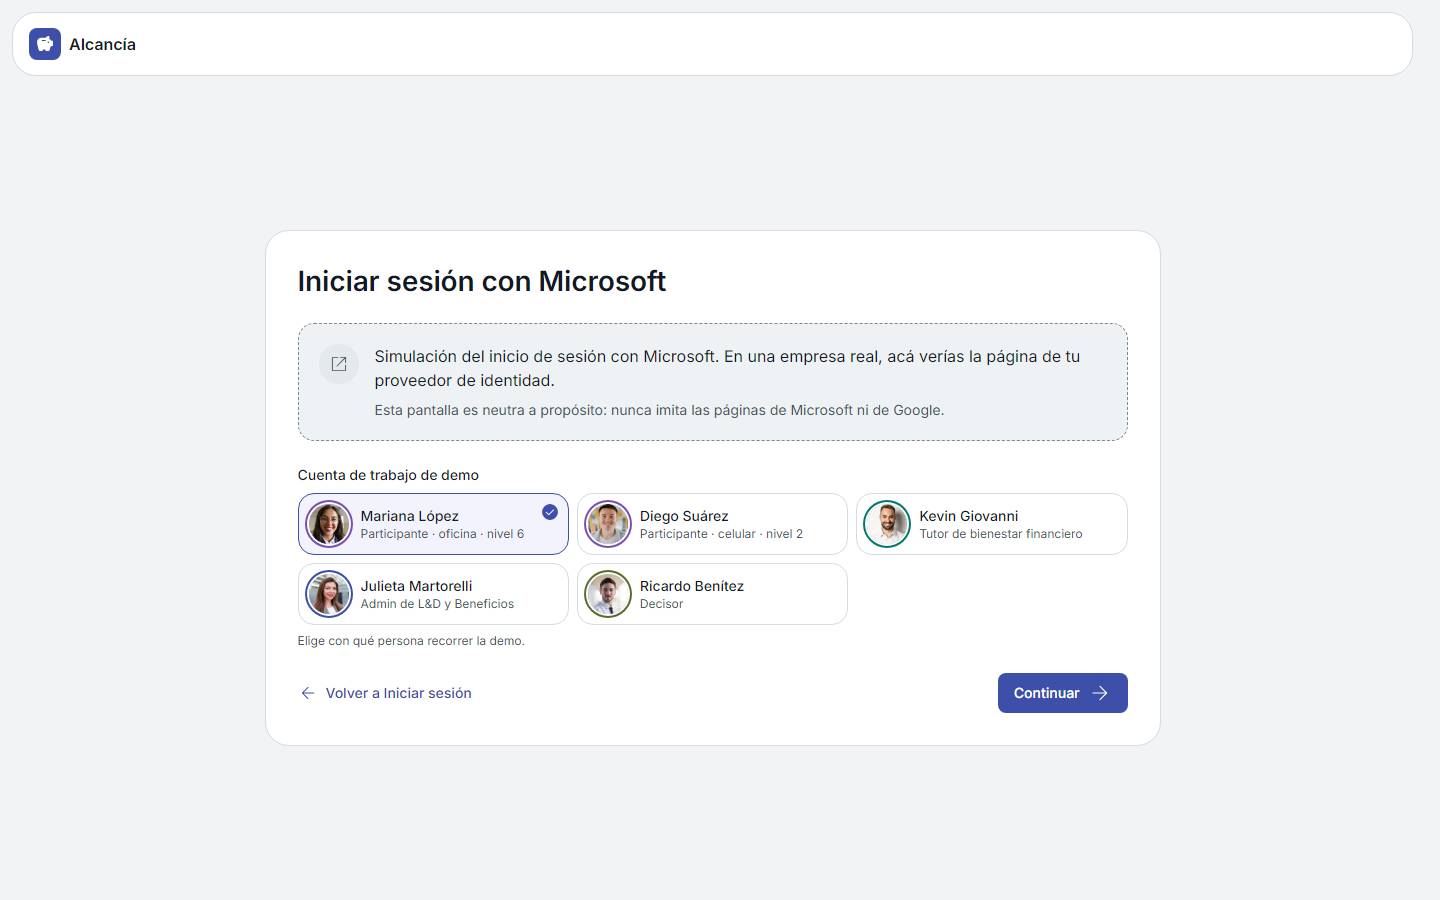 Alcancía
Iniciar sesión con Microsoft
Simulación del inicio de sesión con Microsoft. En una empresa real, acá verías la página de tu
proveedor de identidad.
Esta pantalla es neutra a propósito: nunca imita las páginas de Microsoft ni de Google.
Cuenta de trabajo de demo
Mariana López
Participante · oficina · nivel 6
Diego Suárez
Participante · celular · nivel 2
Kevin Giovanni
Tutor de bienestar financiero
Julieta Martorelli
Admin de L&D y Beneficios
Ricardo Benítez
Decisor
Elige con qué persona recorrer la demo.
Volver a Iniciar sesión
Continuar